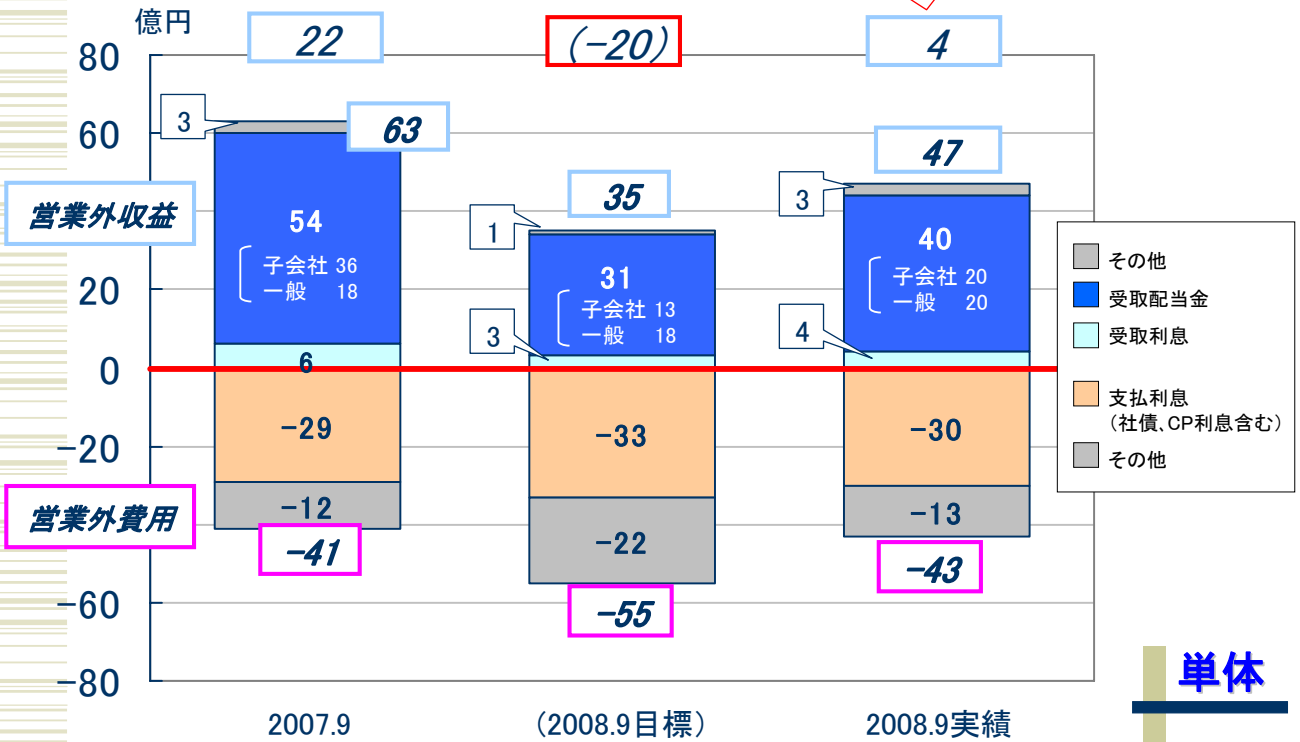 億円
22
(-20)
4
80
60
20
0
-20
-60
-80
営業外収益
営業外費用
3
63
54
子会社 36
一般 18
6
-29
-12
-41
35
1
31
子会社 13
一般 18
3
-33
-22
-55
47
3
40
子会社 20
一般 20
4
-30
-13
-43
その他
受取配当金
受取利息
支払利息
(社債、CP利息含む)
その他
2007.9
(2008.9目標)
2008.9実績
単体